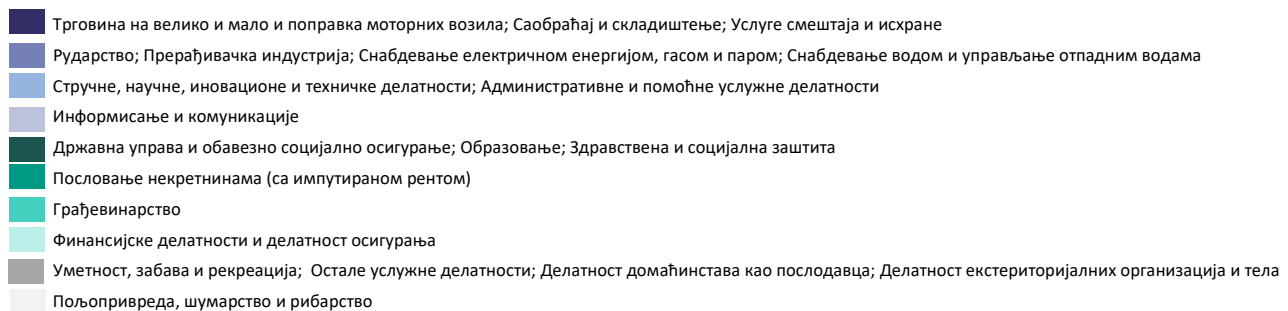 Трговина на велико и мало и поправка моторних возила; Саобраћај и складиштење; Услуге смештаја и исхране
Рударство; Прерађивачка индустрија; Снабдевање електричном енергијом, гасом и паром; Снабдевање водом и управљање отпадним водама
Стручне, научне, иновационе и техничке делатности; Административне и помоћне услужне делатности
Информисање и комуникације
Државна управа и обавезно социјално осигурање; Образовање; Здравствена и социјална заштита
Пословање некретнинама (са импутираном рентом)
Грађевинарство
Финансијске делатности и делатност осигурања
Уметност, забава и рекреација;  Остале услужне делатности; Делатност домаћинстава као послодавца; Делатност екстериторијалних организација и тела
Пољопривреда, шумарство и рибарство